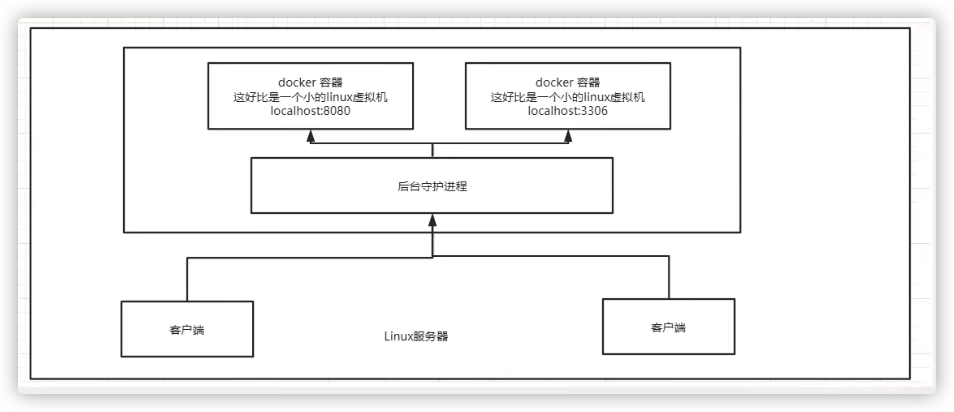 docker 容器
这好比是一个小的linux虚拟机
localhost:8080
docker 容器
这好比是一个小的linux虚拟机
localhost:3306
后台守护进程
客户端
客户端
Linux服务器